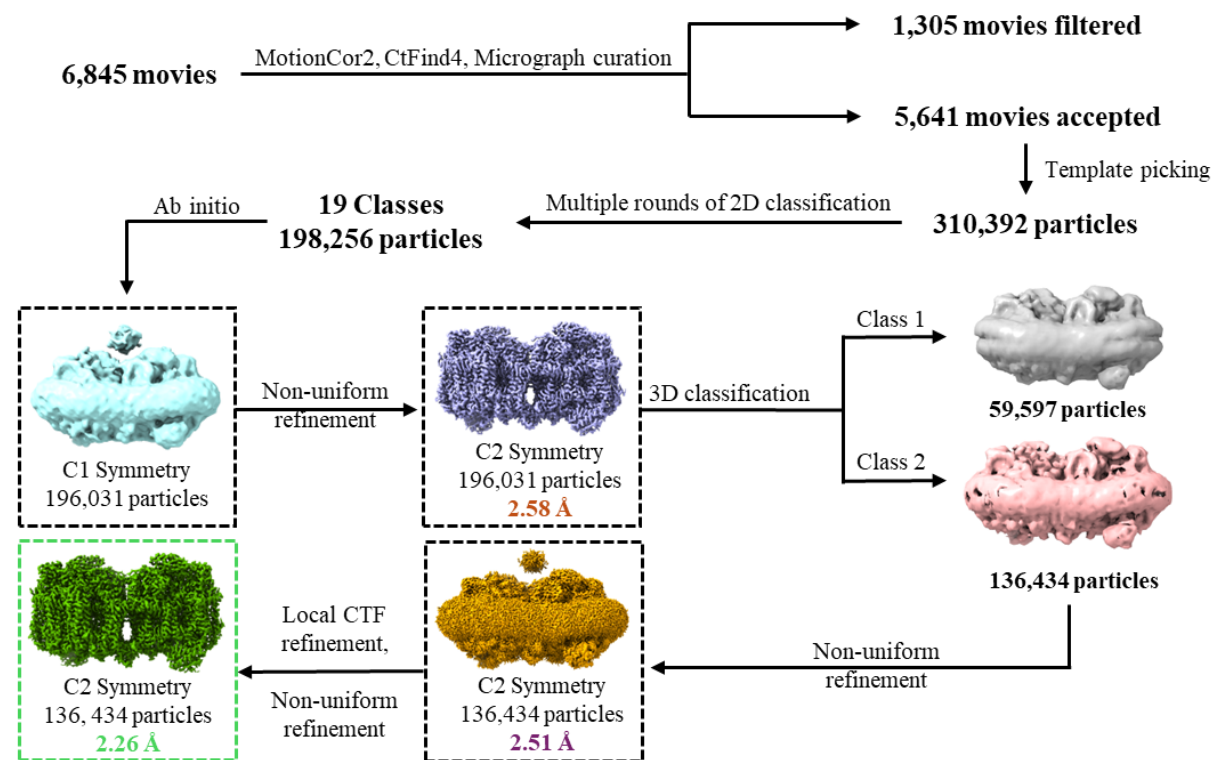 1,305 movies filtered
6,845 movies
MotionCor2, CtFind4, Micrograph curation
5,641 movies accepted
Template picking
310,392 particles
Multiple rounds of 2D classification
19 Classes
198,256 particles
Ab initio
C1 Symmetry
196,031 particles
Non-uniform
refinement
C2 Symmetry
196,031 particles
2.58 Å
3D classification
Class 1
59,597 particles
Class 2
136,434 particles
Non-uniform
refinement
C2 Symmetry
136,434 particles
2.51 Å
Local CTF
refinement,
Non-uniform
refinement
C2 Symmetry
136, 434 particles
2.26 Å